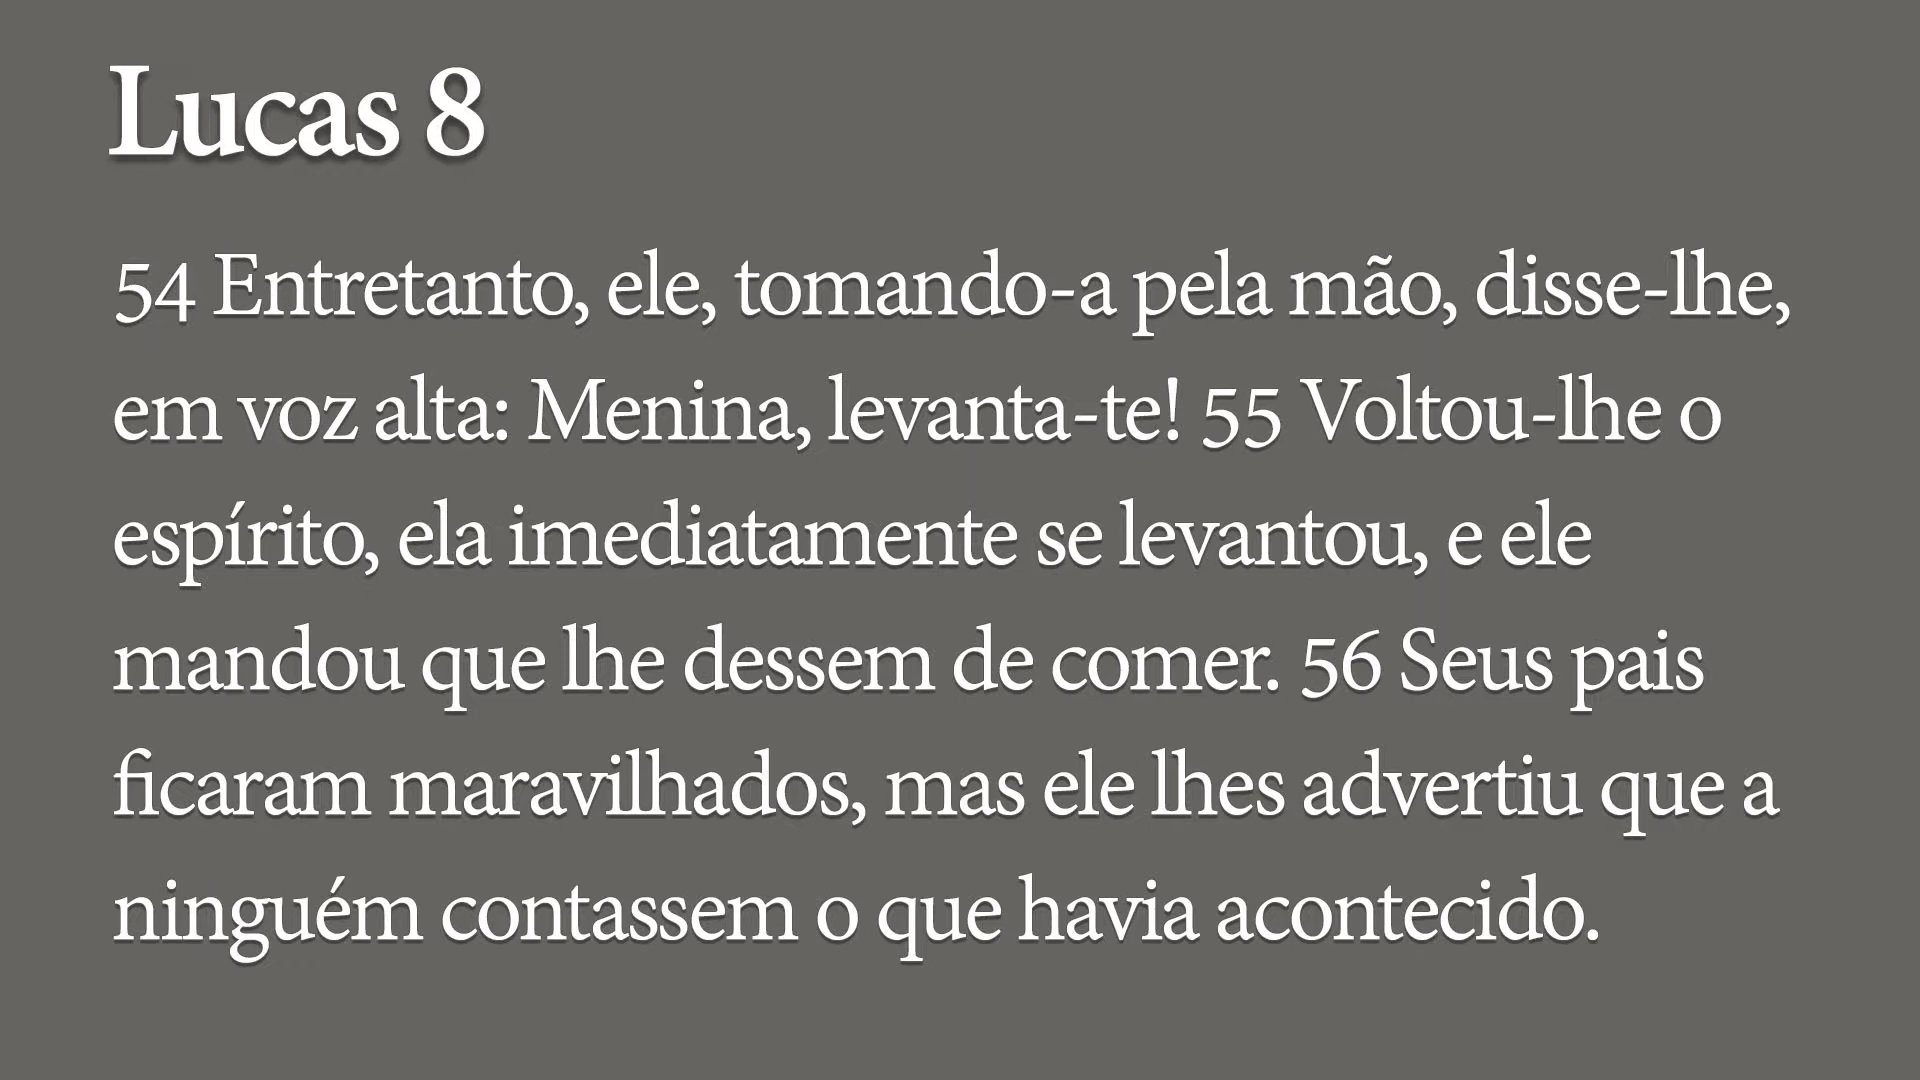 Lucas 8
54 Entretanto, ele, tomando-a pela mão, disse-lhe,
em voz alta: Menina, levanta-te! 55 Voltou-lhe o
espírito, ela imediatamente se levantou, e ele
mandou que lhe dessem de comer. 56 Seus pais
ficaram maravilhados, mas ele lhes advertiu que a
ninguém contassem o que havia acontecido.